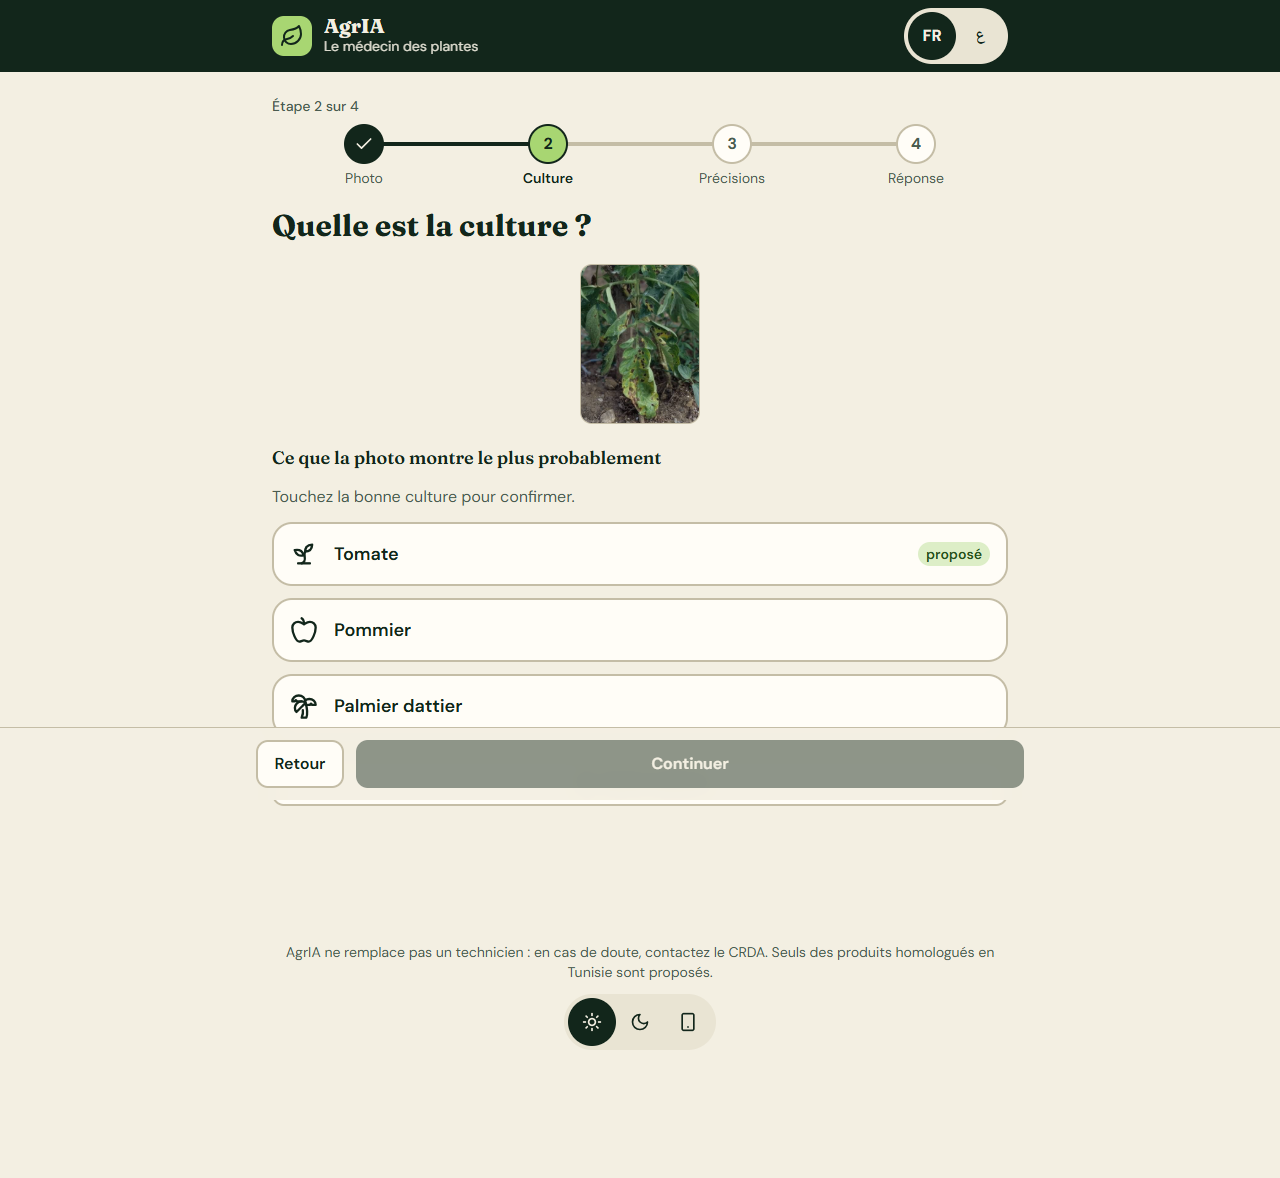 AgrIA
Le médecin des plantes
FR
ع
Étape 2 sur 4
2
3
4
Photo
Culture
Précisions
Réponse
Quelle est la culture ?
Ce que la photo montre le plus probablement
Touchez la bonne culture pour confirmer.
Tomate
proposé
Pommier
Palmier dattier
Retour
Continuer
AgrIA ne remplace pas un technicien : en cas de doute, contactez le CRDA. Seuls des produits homologués en
Tunisie sont proposés.